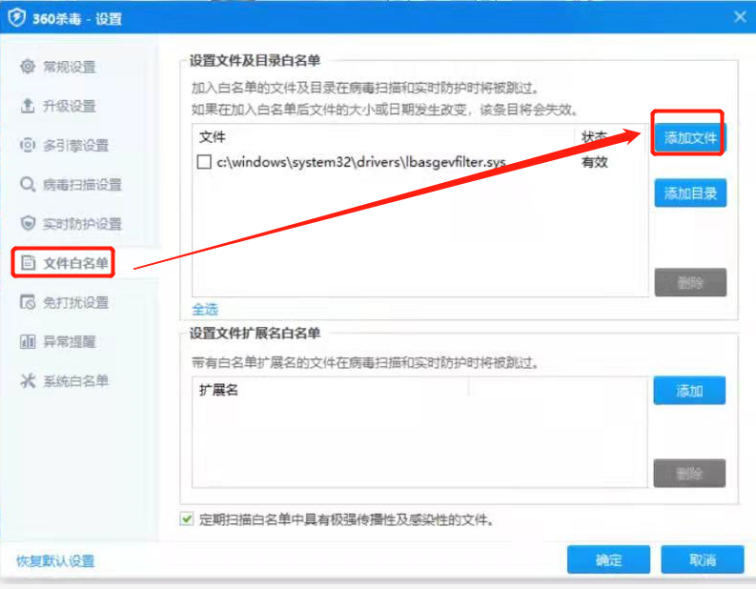 360杀毒 - 设置
常规设置
升级设置
多引擎设置
病毒扫描设置
实时防护设置
文件白名单
免打扰设置
异常提醒
系统白名单
恢复默认设置
设置文件及目录白名单
加入白名单的文件及目录在病毒扫描和实时防护时将被跳过。
如果在加入白名单后文件的大小或日期发生改变，该条目将会失效。
文件 状态
c:\windows\system32\drivers\lbasgevfilter.sys 有效
添加文件
添加目录
删除
全选
设置文件扩展名白名单
带有白名单扩展名的文件在病毒扫描和实时防护时将被跳过。
扩展名
添加
删除
定期扫描白名单中具有极强传播性及感染性的文件。
确定 取消